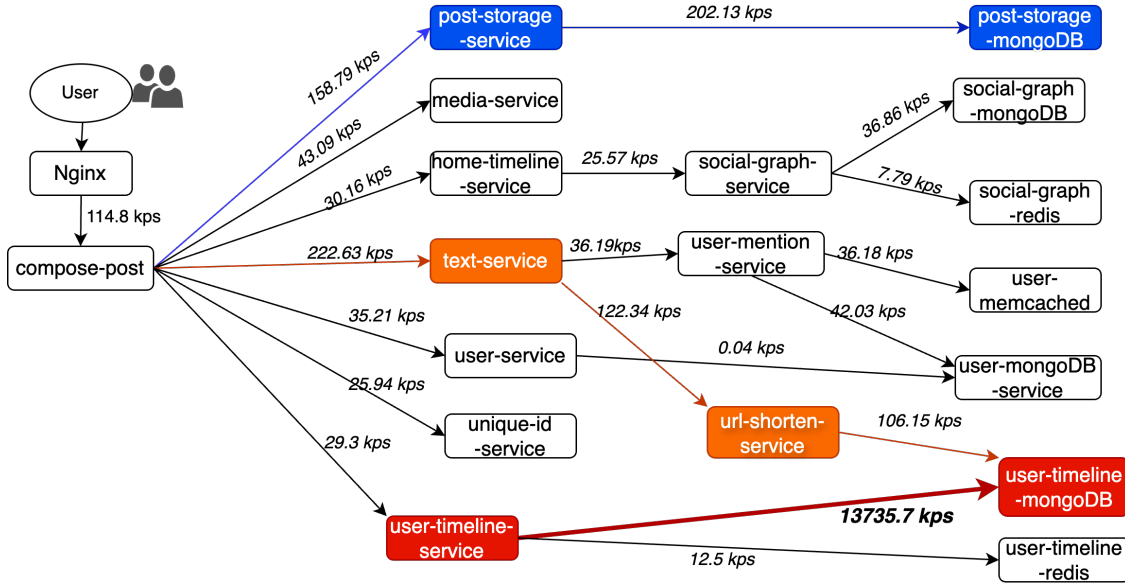 post-storage
-service
202.13 kps
post-storage
-mongoDB
158.79 kps
User
media-service
social-graph
-mongoDB
43.09 kps
36.86 kps
Nginx
home-timeline
-service
25.57 kps
social-graph-
service
30.16 kps
7.79 kps
social-graph
-redis
114.8 kps
compose-post
222.63 kps
text-service
36.19kps
user-mention
-service
36.18 kps
user-
memcached
35.21 kps
122.34 kps
42.03 kps
user-service
0.04 kps
user-mongoDB
-service
25.94 kps
unique-id
-service
url-shorten-
service
106.15 kps
29.3 kps
user-timeline
-mongoDB
user-timeline-
service
13735.7 kps
12.5 kps
user-timeline
-redis